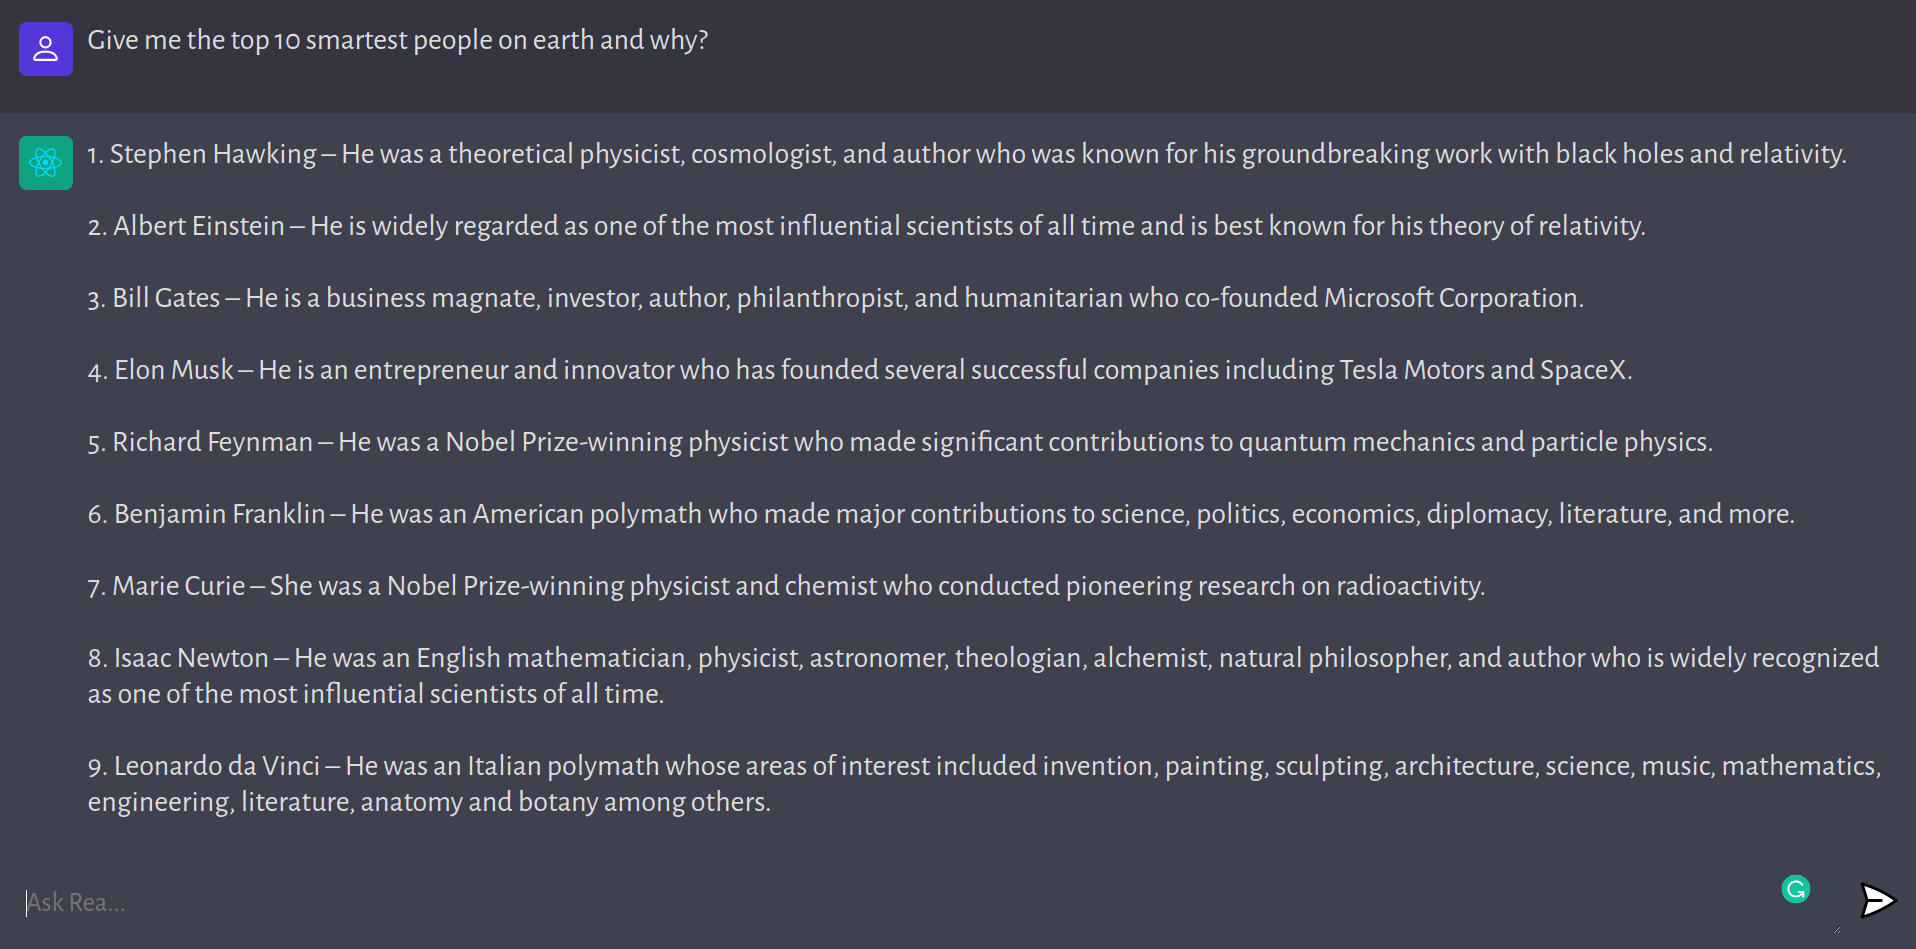 Give me the top 10 smartest people on earth and why?
1. Stephen Hawking – He was a theoretical physicist, cosmologist, and author who was known for his groundbreaking work with black holes and relativity.
2. Albert Einstein – He is widely regarded as one of the most influential scientists of all time and is best known for his theory of relativity.
3. Bill Gates – He is a business magnate, investor, author, philanthropist, and humanitarian who co-founded Microsoft Corporation.
4. Elon Musk – He is an entrepreneur and innovator who has founded several successful companies including Tesla Motors and SpaceX.
5. Richard Feynman – He was a Nobel Prize-winning physicist who made significant contributions to quantum mechanics and particle physics.
6. Benjamin Franklin – He was an American polymath who made major contributions to science, politics, economics, diplomacy, literature, and more.
7. Marie Curie – She was a Nobel Prize-winning physicist and chemist who conducted pioneering research on radioactivity.
8. Isaac Newton – He was an English mathematician, physicist, astronomer, theologian, alchemist, natural philosopher, and author who is widely recognized
as one of the most influential scientists of all time.
9. Leonardo da Vinci – He was an Italian polymath whose areas of interest included invention, painting, sculpting, architecture, science, music, mathematics,
engineering, literature, anatomy and botany among others.
Ask Rea...